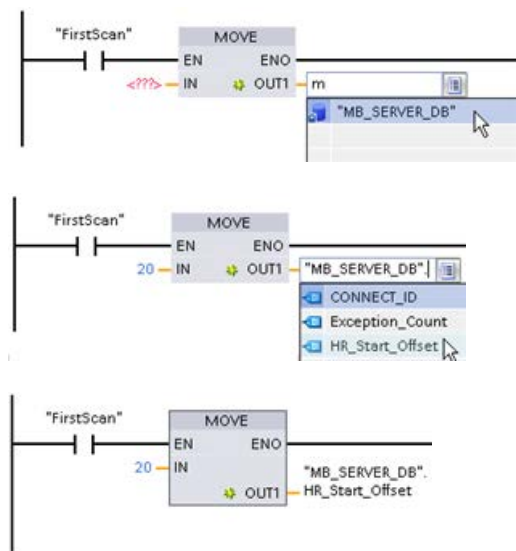 "FirstScan"
MOVE
EN ENO
<???> IN OUT1 m
"MB_SERVER_DB"
"FirstScan"
MOVE
EN ENO
20 IN OUT1 "MB_SERVER_DB".
CONNECT_ID
Exception_Count
HR_Start_Offset
"FirstScan"
MOVE
EN ENO
20 IN
"MB_SERVER_DB".
OUT1 HR_Start_Offset